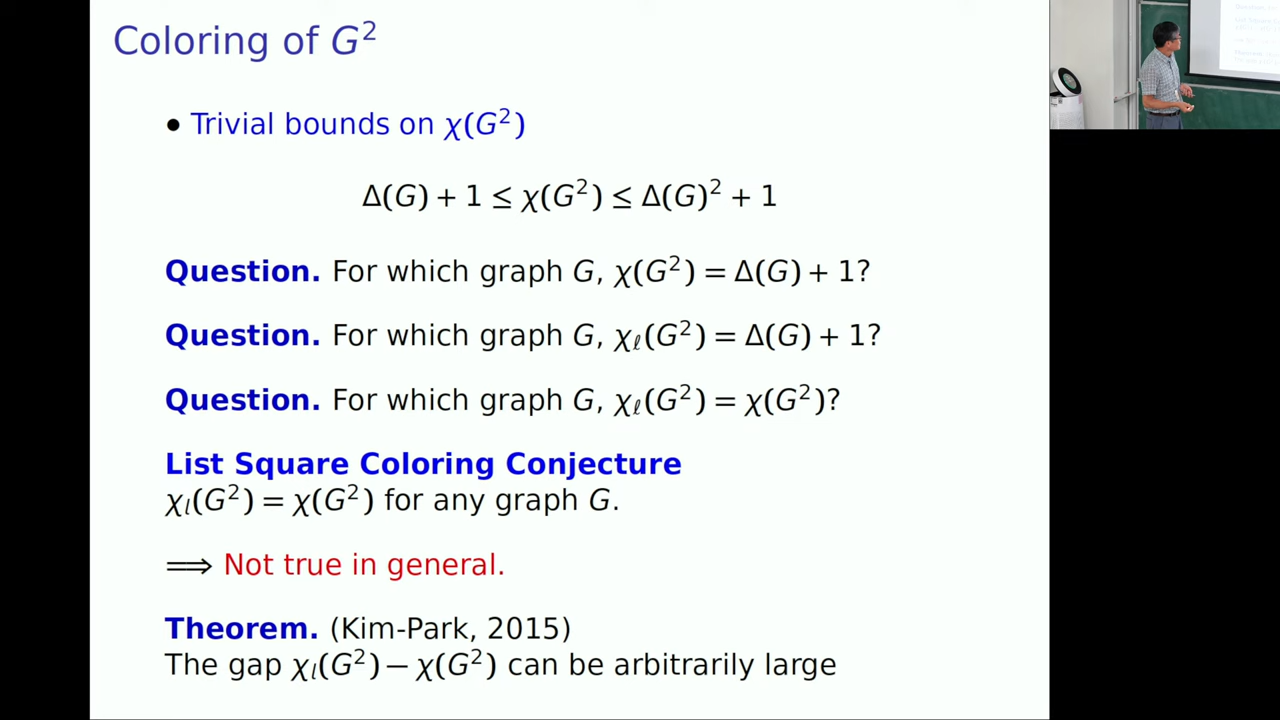 Coloring of G²
• Trivial bounds on χ(G²)
Δ(G) + 1 ≤ χ(G²) ≤ Δ(G)² + 1
Question. For which graph G, χ(G²) = Δ(G) + 1?
Question. For which graph G, χℓ(G²) = Δ(G) + 1?
Question. For which graph G, χℓ(G²) = χ(G²)?
List Square Coloring Conjecture
χₗ(G²) = χ(G²) for any graph G.
⟹ Not true in general.
Theorem. (Kim-Park, 2015)
The gap χₗ(G²) − χ(G²) can be arbitrarily large